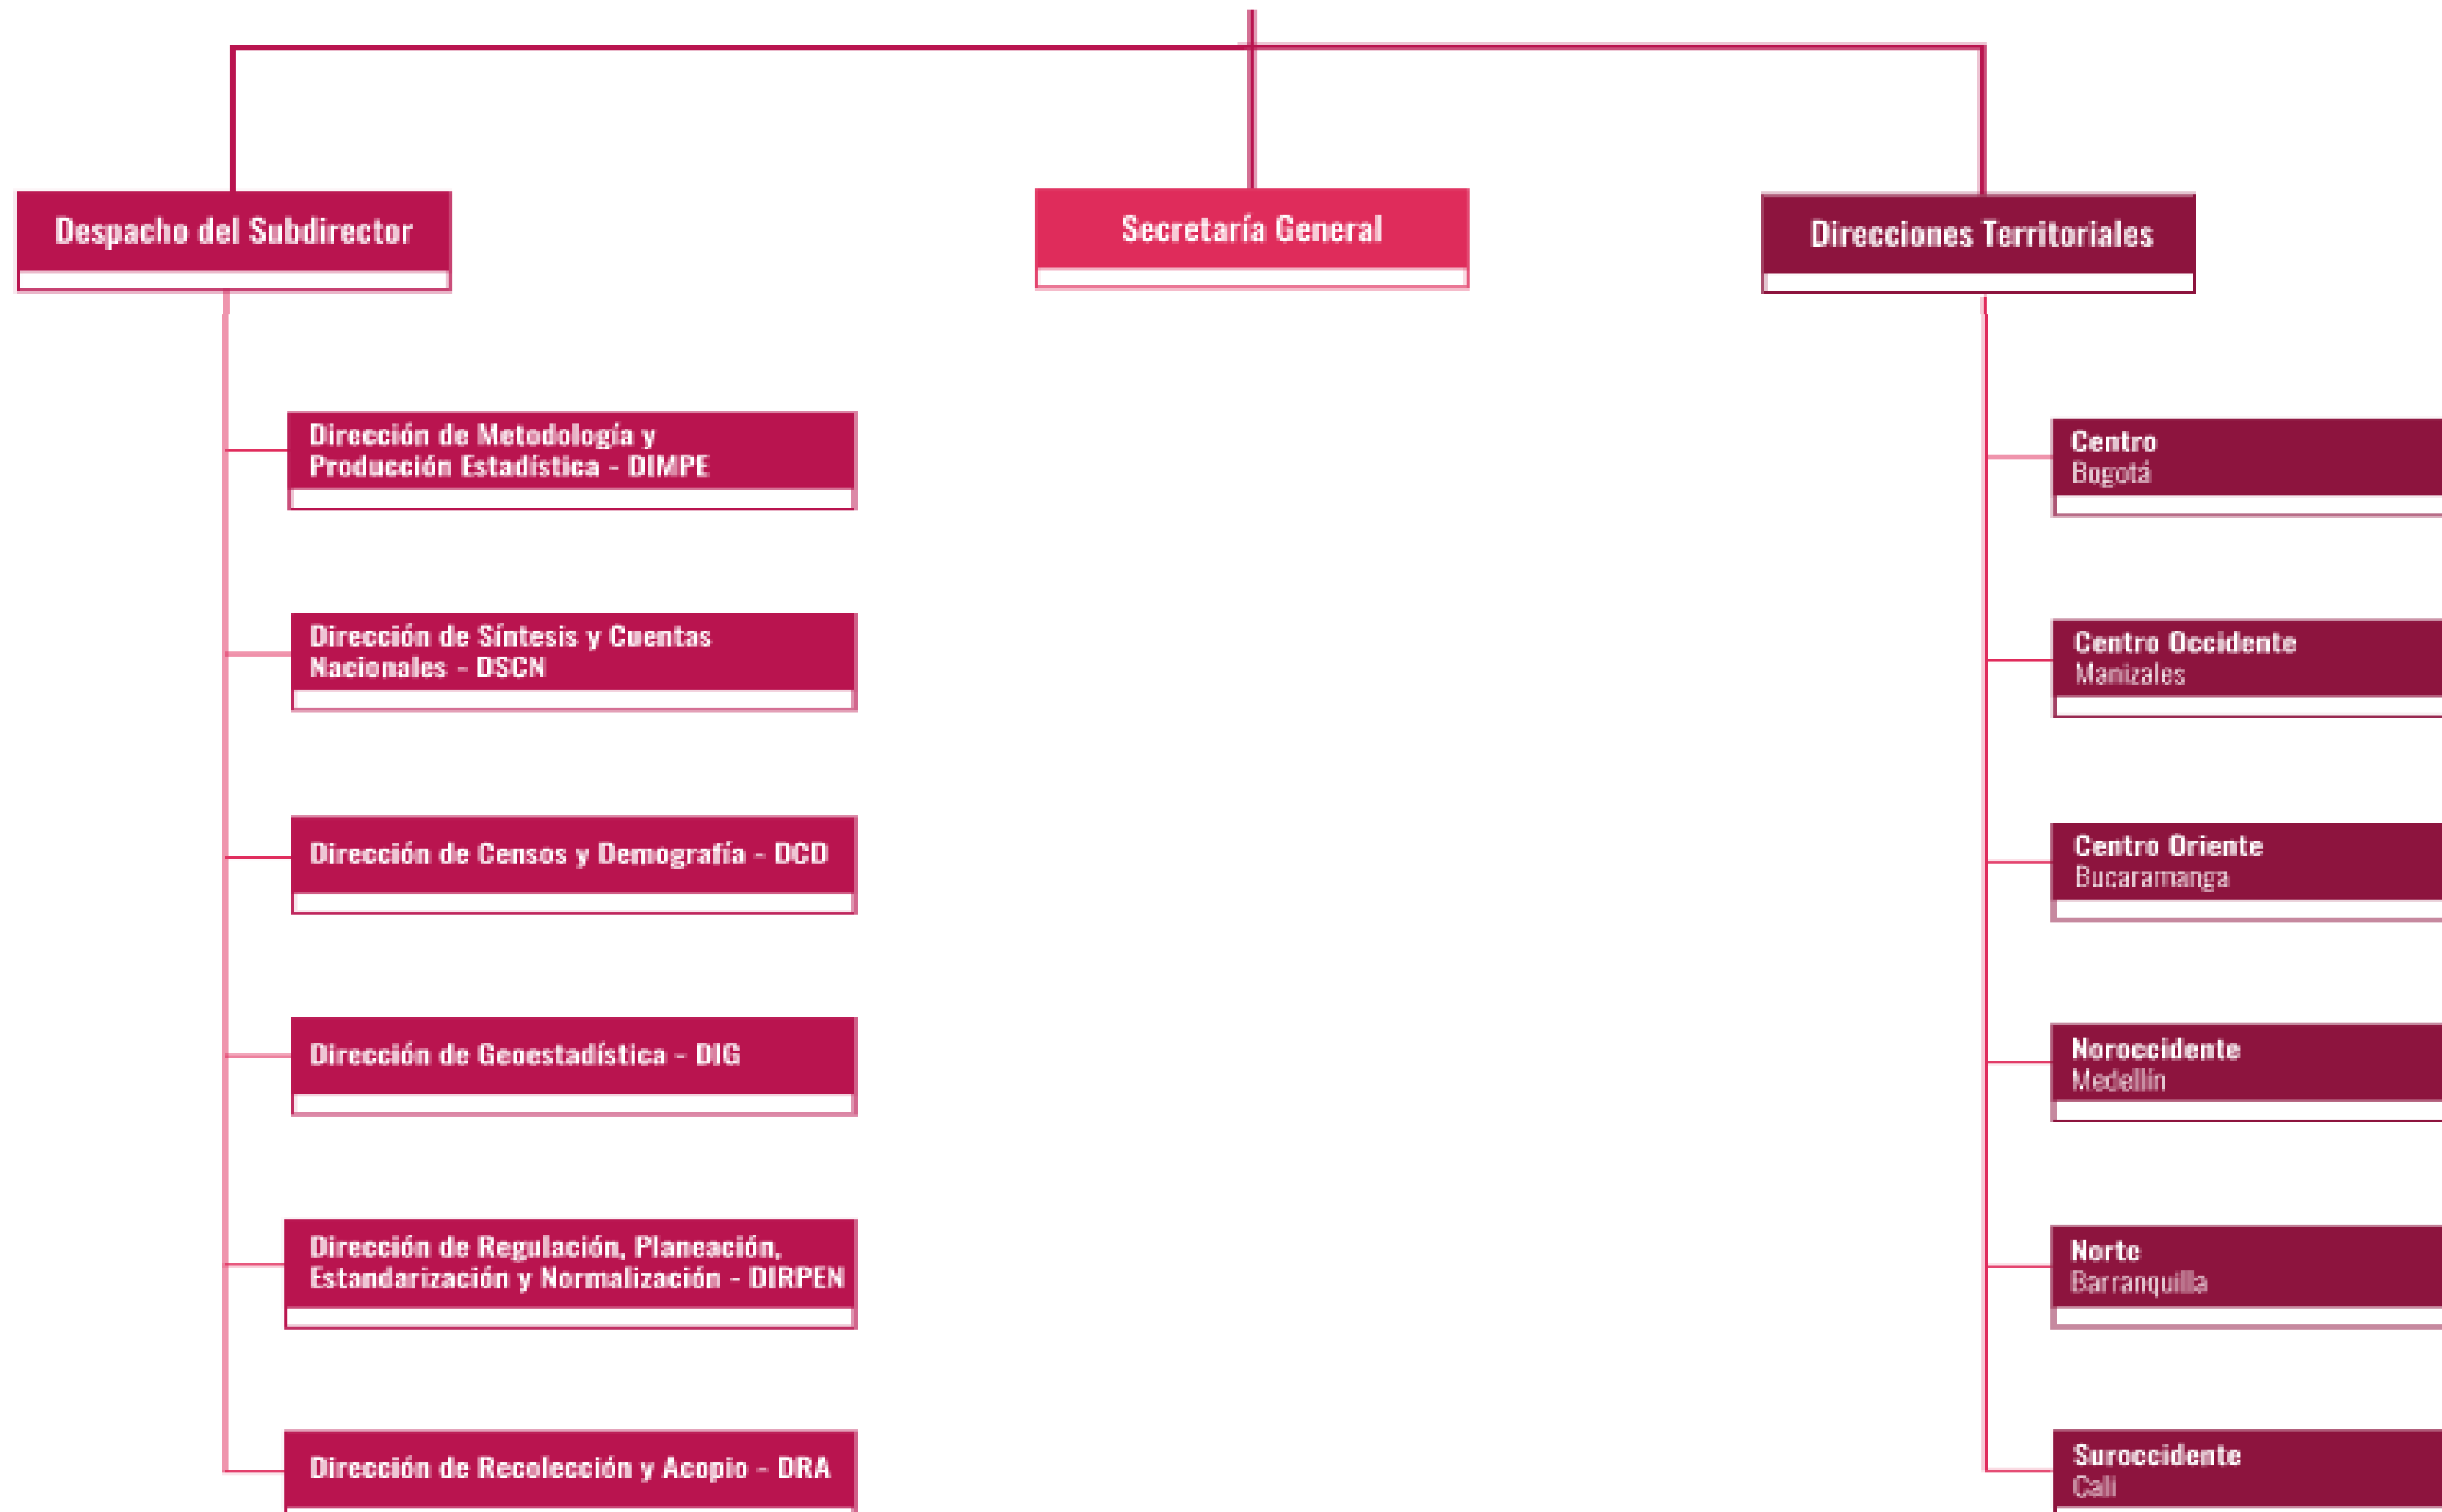 Despacho del Subdirector
Secretaría General
Direcciones Territoriales
Dirección de Metodología y
Producción Estadística - DIMPE
Dirección de Síntesis y Cuentas
Nacionales - DSCN
Dirección de Censos y Demografía - DCD
Dirección de Geoestadística - DIG
Dirección de Regulación, Planeación,
Estandarización y Normalización - DIRPEN
Dirección de Recolección y Acopio - DRA
Centro
Bogotá
Centro Occidente
Manizales
Centro Oriente
Bucaramanga
Noroccidente
Medellín
Norte
Barranquilla
Suroccidente
Cali